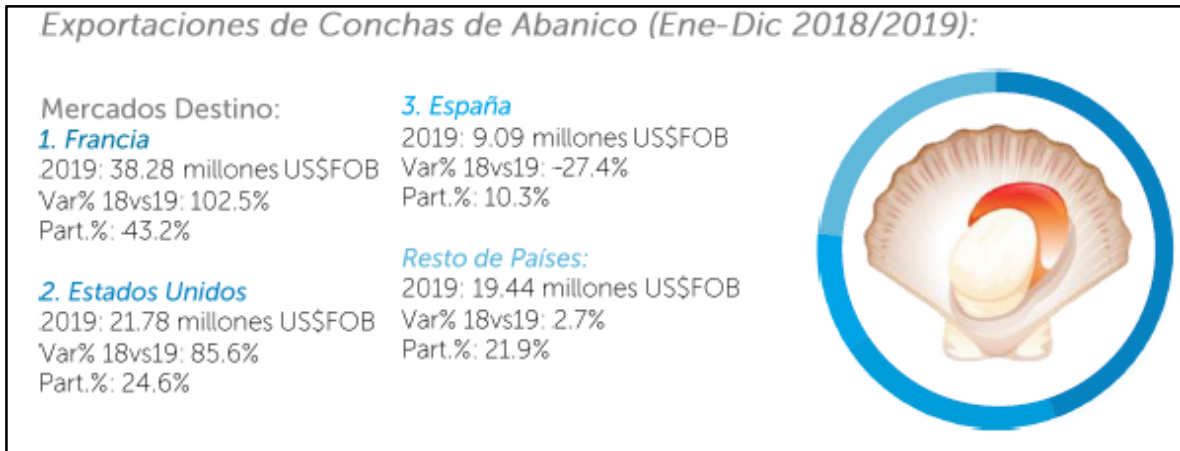 Exportaciones de Conchas de Abanico (Ene-Dic 2018/2019):
Mercados Destino:
1. Francia
2019: 38.28 millones US$FOB
Var% 18vs19: 102.5%
Part.%: 43.2%
2. Estados Unidos
2019: 21.78 millones US$FOB
Var% 18vs19: 85.6%
Part.%: 24.6%
3. España
2019: 9.09 millones US$FOB
Var% 18vs19: -27.4%
Part.%: 10.3%
Resto de Países:
2019: 19.44 millones US$FOB
Var% 18vs19: 2.7%
Part.%: 21.9%